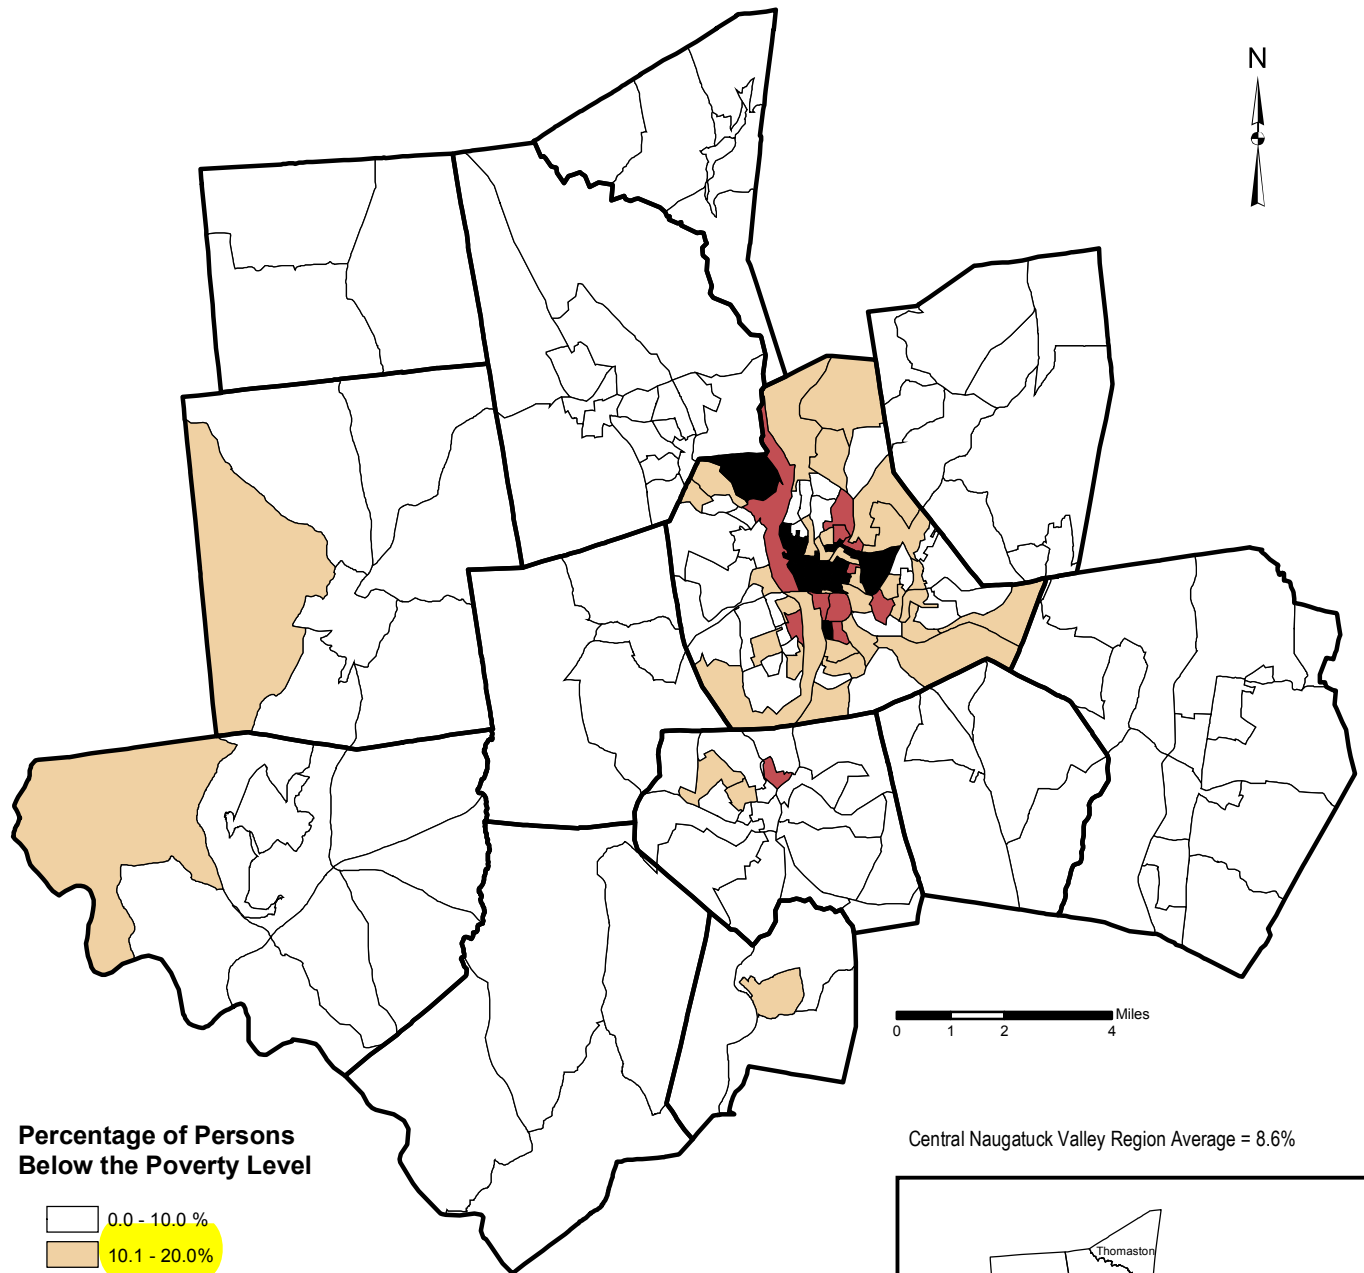 N
Miles
0 1 2 4
Percentage of Persons
Below the Poverty Level
Central Naugatuck Valley Region Average = 8.6%
0.0 - 10.0 %
10.1 - 20.0%
Thomaston